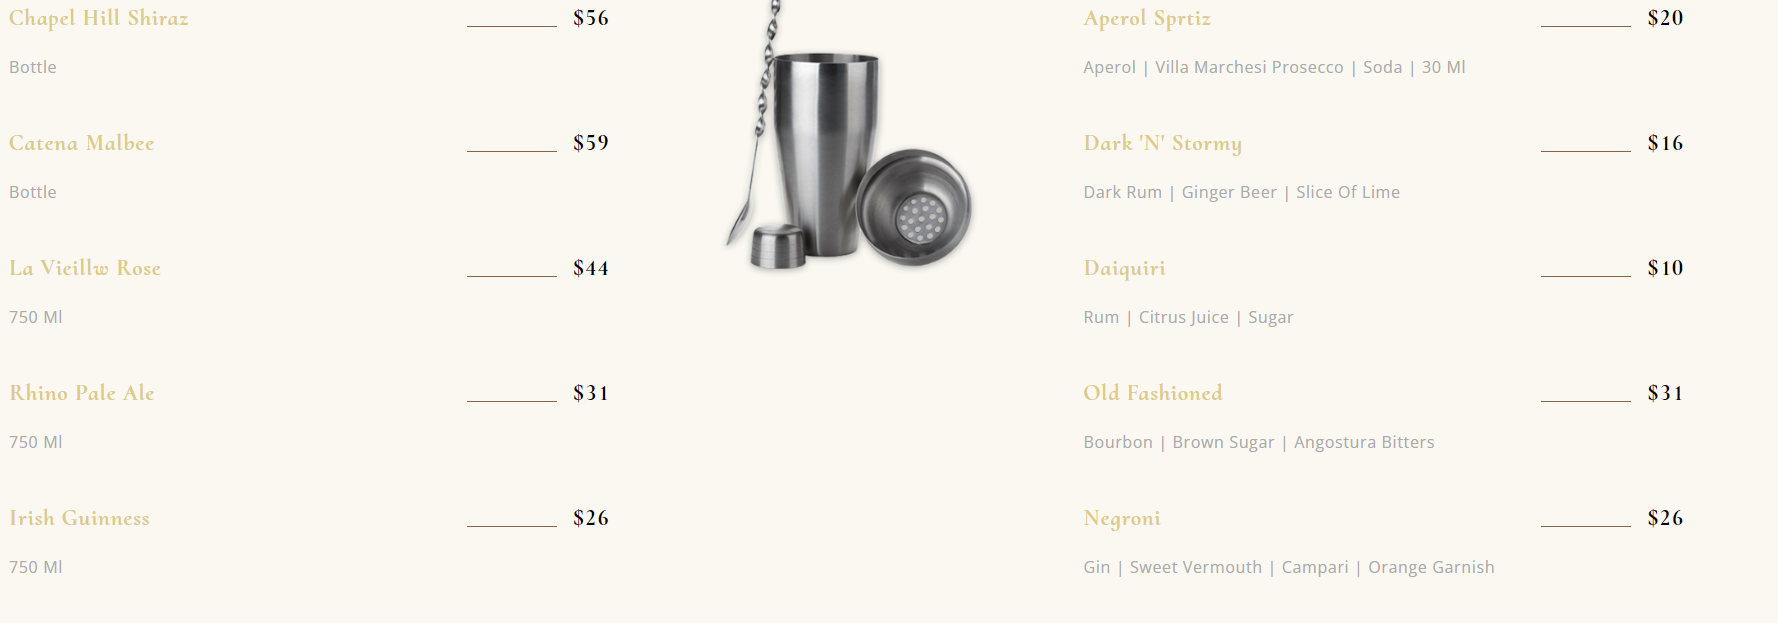 Chapel Hill Shiraz $56
Bottle
Catena Malbee $59
Bottle
La Vieillw Rose $44
750 Ml
Rhino Pale Ale $31
750 Ml
Irish Guinness $26
750 Ml
Aperol Sprtiz $20
Aperol | Villa Marchesi Prosecco | Soda | 30 Ml
Dark 'N' Stormy $16
Dark Rum | Ginger Beer | Slice Of Lime
Daiquiri $10
Rum | Citrus Juice | Sugar
Old Fashioned $31
Bourbon | Brown Sugar | Angostura Bitters
Negroni $26
Gin | Sweet Vermouth | Campari | Orange Garnish